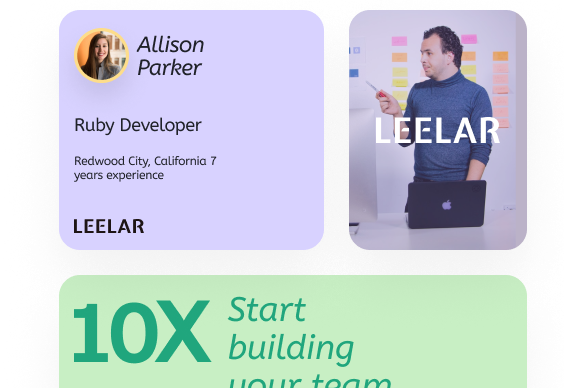 Allison
Parker
Ruby Developer
Redwood City, California 7
years experience
LEELAR
LEELAR
10X
Start
building
your team